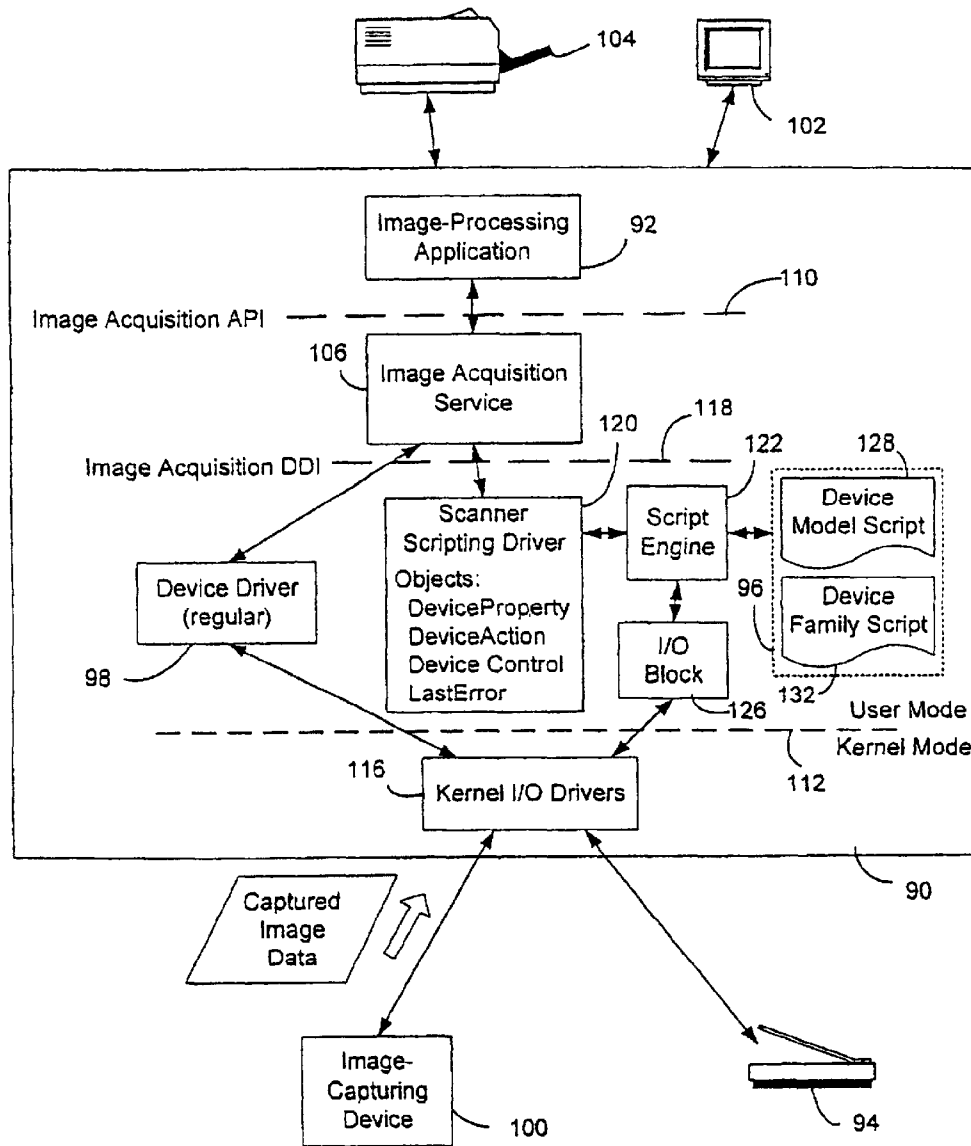 104
102
Image-Processing
Application
92
110
Image Acquisition API
106
Image Acquisition
Service
118
120
122
128
Image Acquisition DDI
Scanner
Scripting Driver
Objects:
DeviceProperty
DeviceAction
Device Control
LastError
Script
Engine
Device
Model Script
Device Driver
(regular)
98
96
Device
Family Script
I/O
Block
126
132
User Mode
Kernel Mode
112
116
Kernel I/O Drivers
90
Captured
Image
Data
Image-
Capturing
Device
100
94